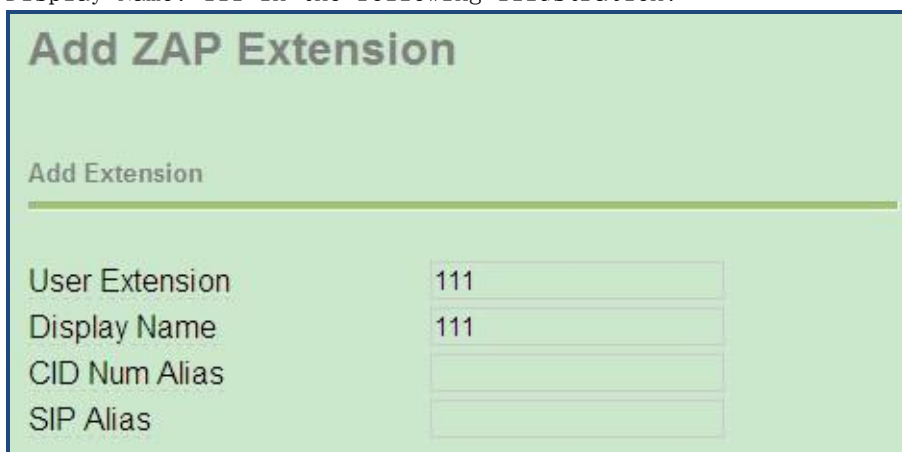 Add ZAP Extension
Add Extension
User Extension 111
Display Name 111
CID Num Alias
SIP Alias